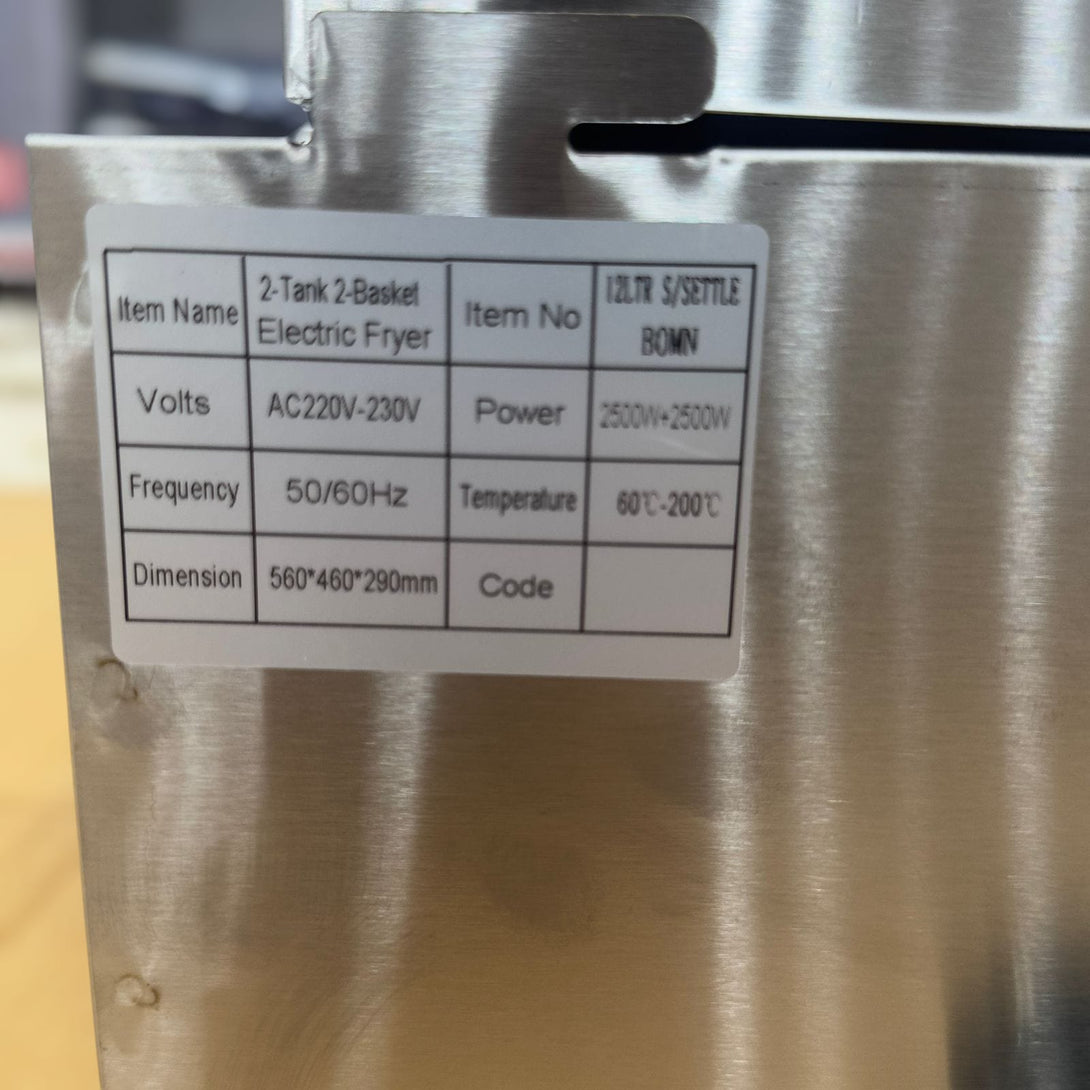 Item Name
2-Tank 2-Basket
Electric Fryer
Item No
12LTR S/SETTLE
BOMN
Volts
AC220V-230V
Power
2500W+2500W
Frequency
50/60Hz
Temperature
60℃-200℃
Dimension
560*460*290mm
Code